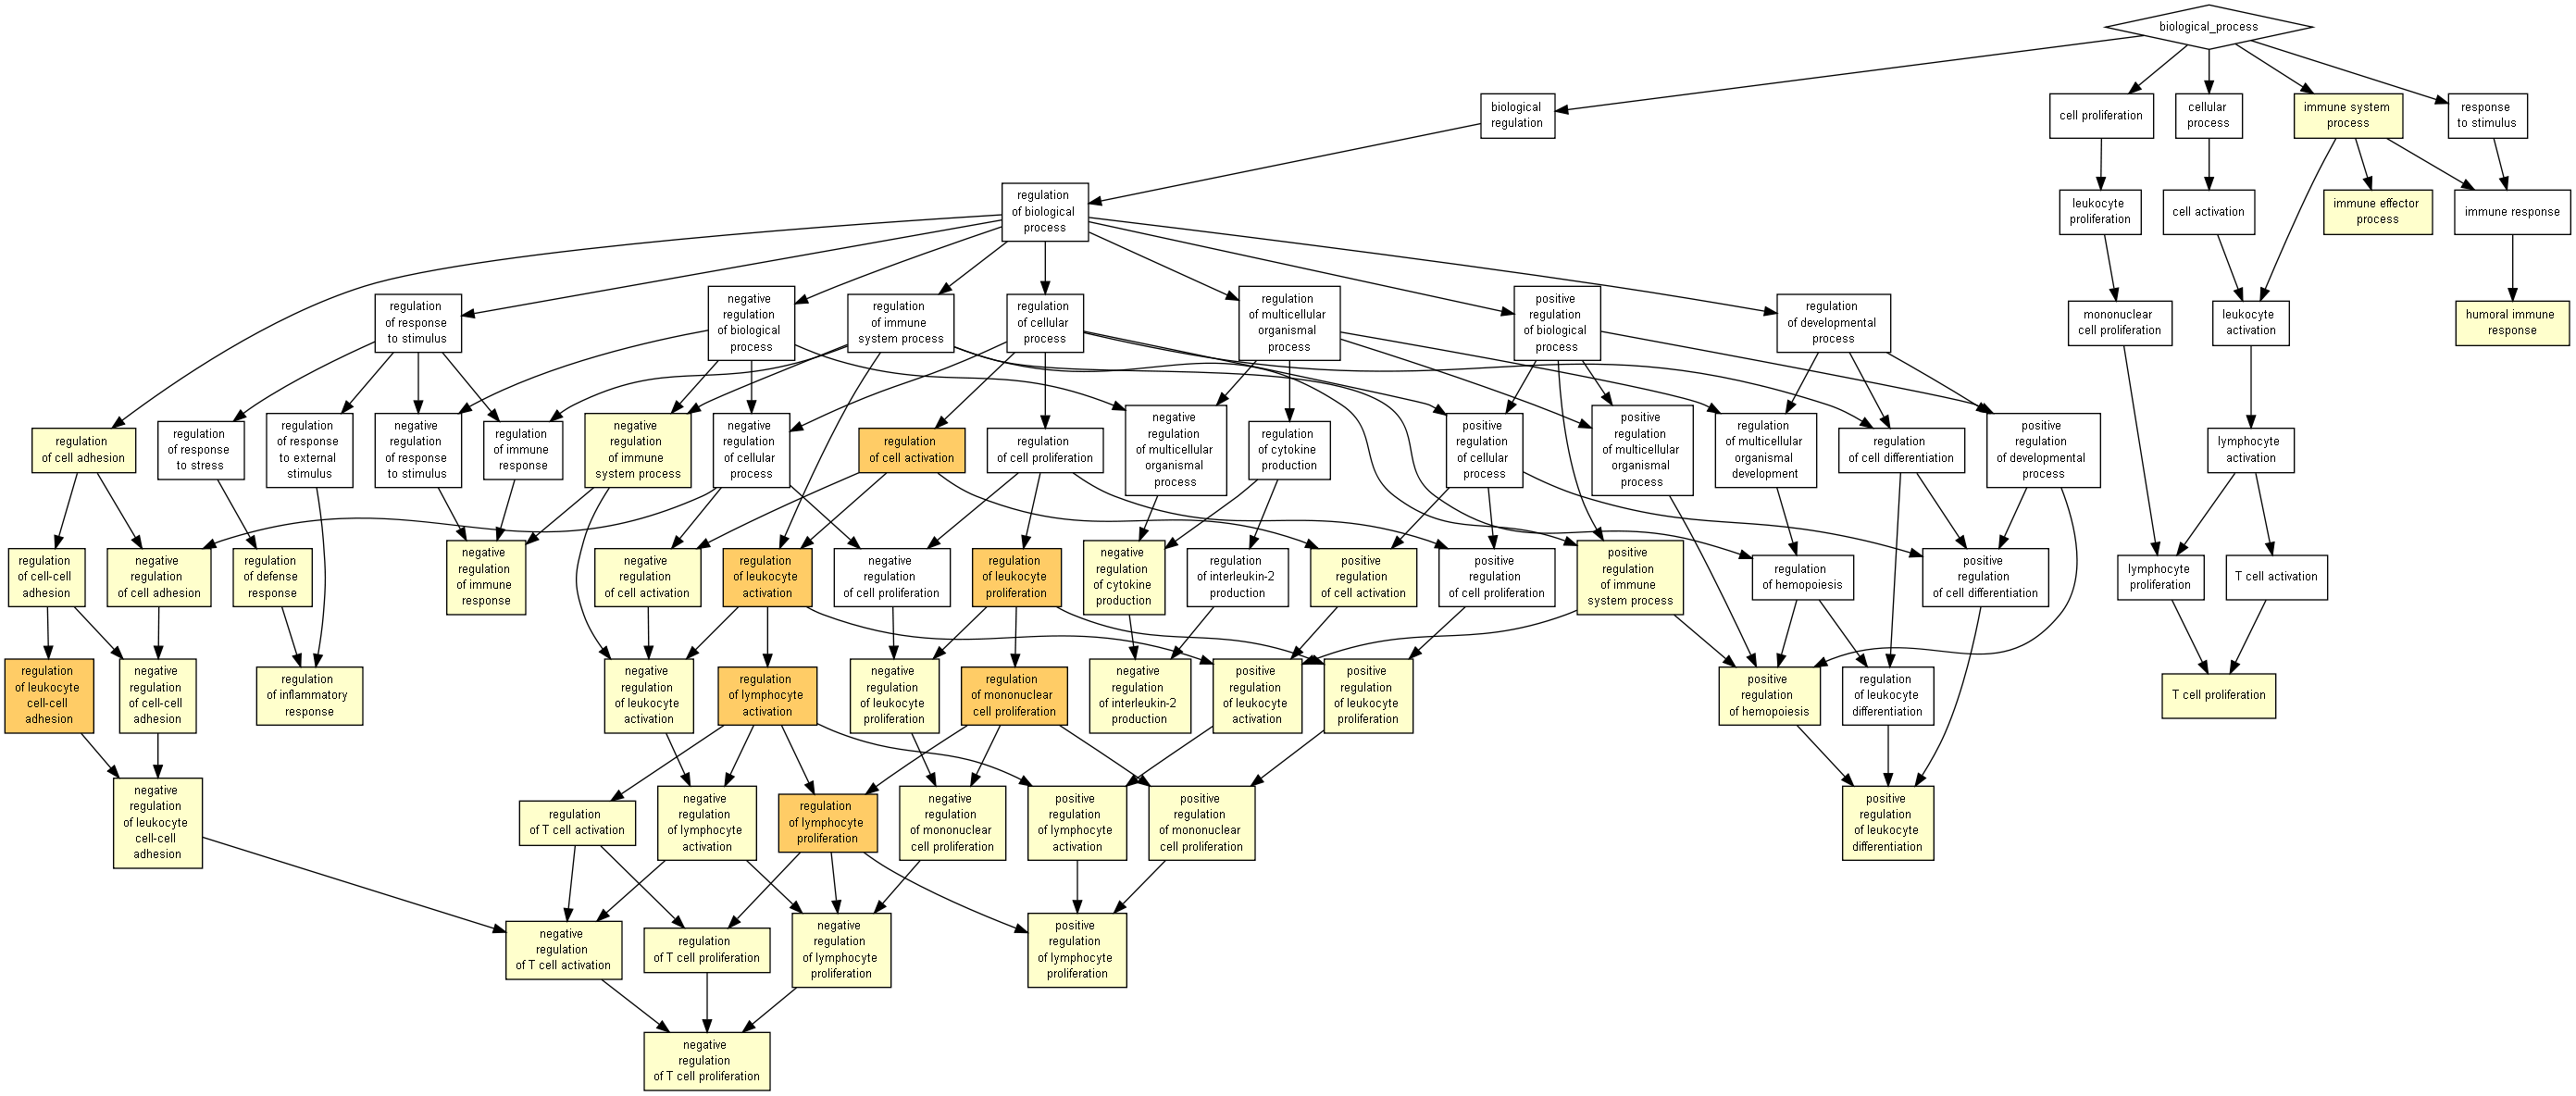 biological_process
biological
regulation
cell proliferation
cellular
process
immune system
process
response
to stimulus
regulation
of biological
process
leukocyte
proliferation
cell activation
immune effector
process
immune response
regulation
of response
to stimulus
negative
regulation
of biological
process
regulation
of immune
system process
regulation
of cellular
process
regulation
of multicellular
organismal
process
positive
regulation
of biological
process
regulation
of developmental
process
mononuclear
cell proliferation
leukocyte
activation
humoral immune
response
regulation
of cell adhesion
regulation
of response
to stress
regulation
of response
to external
stimulus
negative
regulation
of response
to stimulus
regulation
of immune
response
negative
regulation
of immune
system process
negative
regulation
of cellular
process
regulation
of cell activation
regulation
of cell proliferation
negative
regulation
of multicellular
organismal
process
regulation
of cytokine
production
positive
regulation
of cellular
process
positive
regulation
of multicellular
organismal
process
regulation
of multicellular
organismal
development
regulation
of cell differentiation
positive
regulation
of developmental
process
lymphocyte
activation
regulation
of cell-cell
adhesion
negative
regulation
of cell adhesion
regulation
of defense
response
negative
regulation
of immune
response
negative
regulation
of cell activation
regulation
of leukocyte
activation
negative
regulation
of cell proliferation
regulation
of leukocyte
proliferation
negative
regulation
of cytokine
production
regulation
of interleukin-2
production
positive
regulation
of cell activation
positive
regulation
of cell proliferation
positive
regulation
of immune
system process
regulation
of hemopoiesis
positive
regulation
of cell differentiation
lymphocyte
proliferation
T cell activation
regulation
of leukocyte
cell-cell
adhesion
negative
regulation
of cell-cell
adhesion
regulation
of inflammatory
response
negative
regulation
of leukocyte
activation
regulation
of lymphocyte
activation
negative
regulation
of leukocyte
proliferation
regulation
of mononuclear
cell proliferation
negative
regulation
of interleukin-2
production
positive
regulation
of leukocyte
activation
positive
regulation
of leukocyte
proliferation
positive
regulation
of hemopoiesis
regulation
of leukocyte
differentiation
T cell proliferation
negative
regulation
of leukocyte
cell-cell
adhesion
regulation
of T cell activation
negative
regulation
of lymphocyte
activation
regulation
of lymphocyte
proliferation
negative
regulation
of mononuclear
cell proliferation
positive
regulation
of lymphocyte
activation
positive
regulation
of mononuclear
cell proliferation
positive
regulation
of leukocyte
differentiation
negative
regulation
of T cell activation
regulation
of T cell proliferation
negative
regulation
of lymphocyte
proliferation
positive
regulation
of lymphocyte
proliferation
negative
regulation
of T cell proliferation